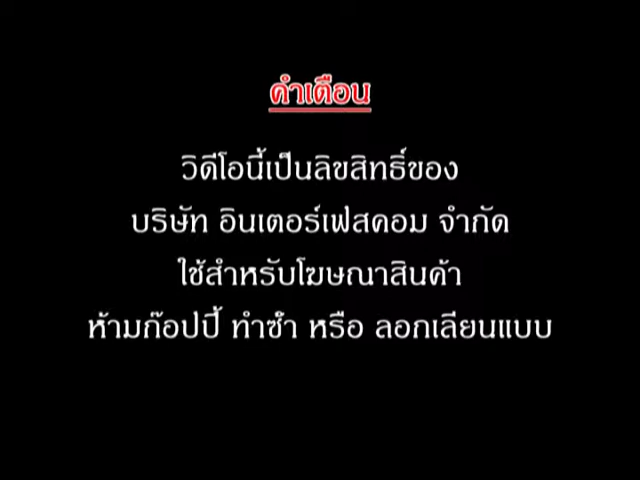 คำเตือน
วิดีโอนี้เป็นลิขสิทธิ์ของ
บริษัท อินเตอร์เฟสคอม จำกัด
ใช้สำหรับโฆษณาสินค้า
ห้ามก๊อปปี้ ทำซ้ำ หรือ ลอกเลียนแบบ